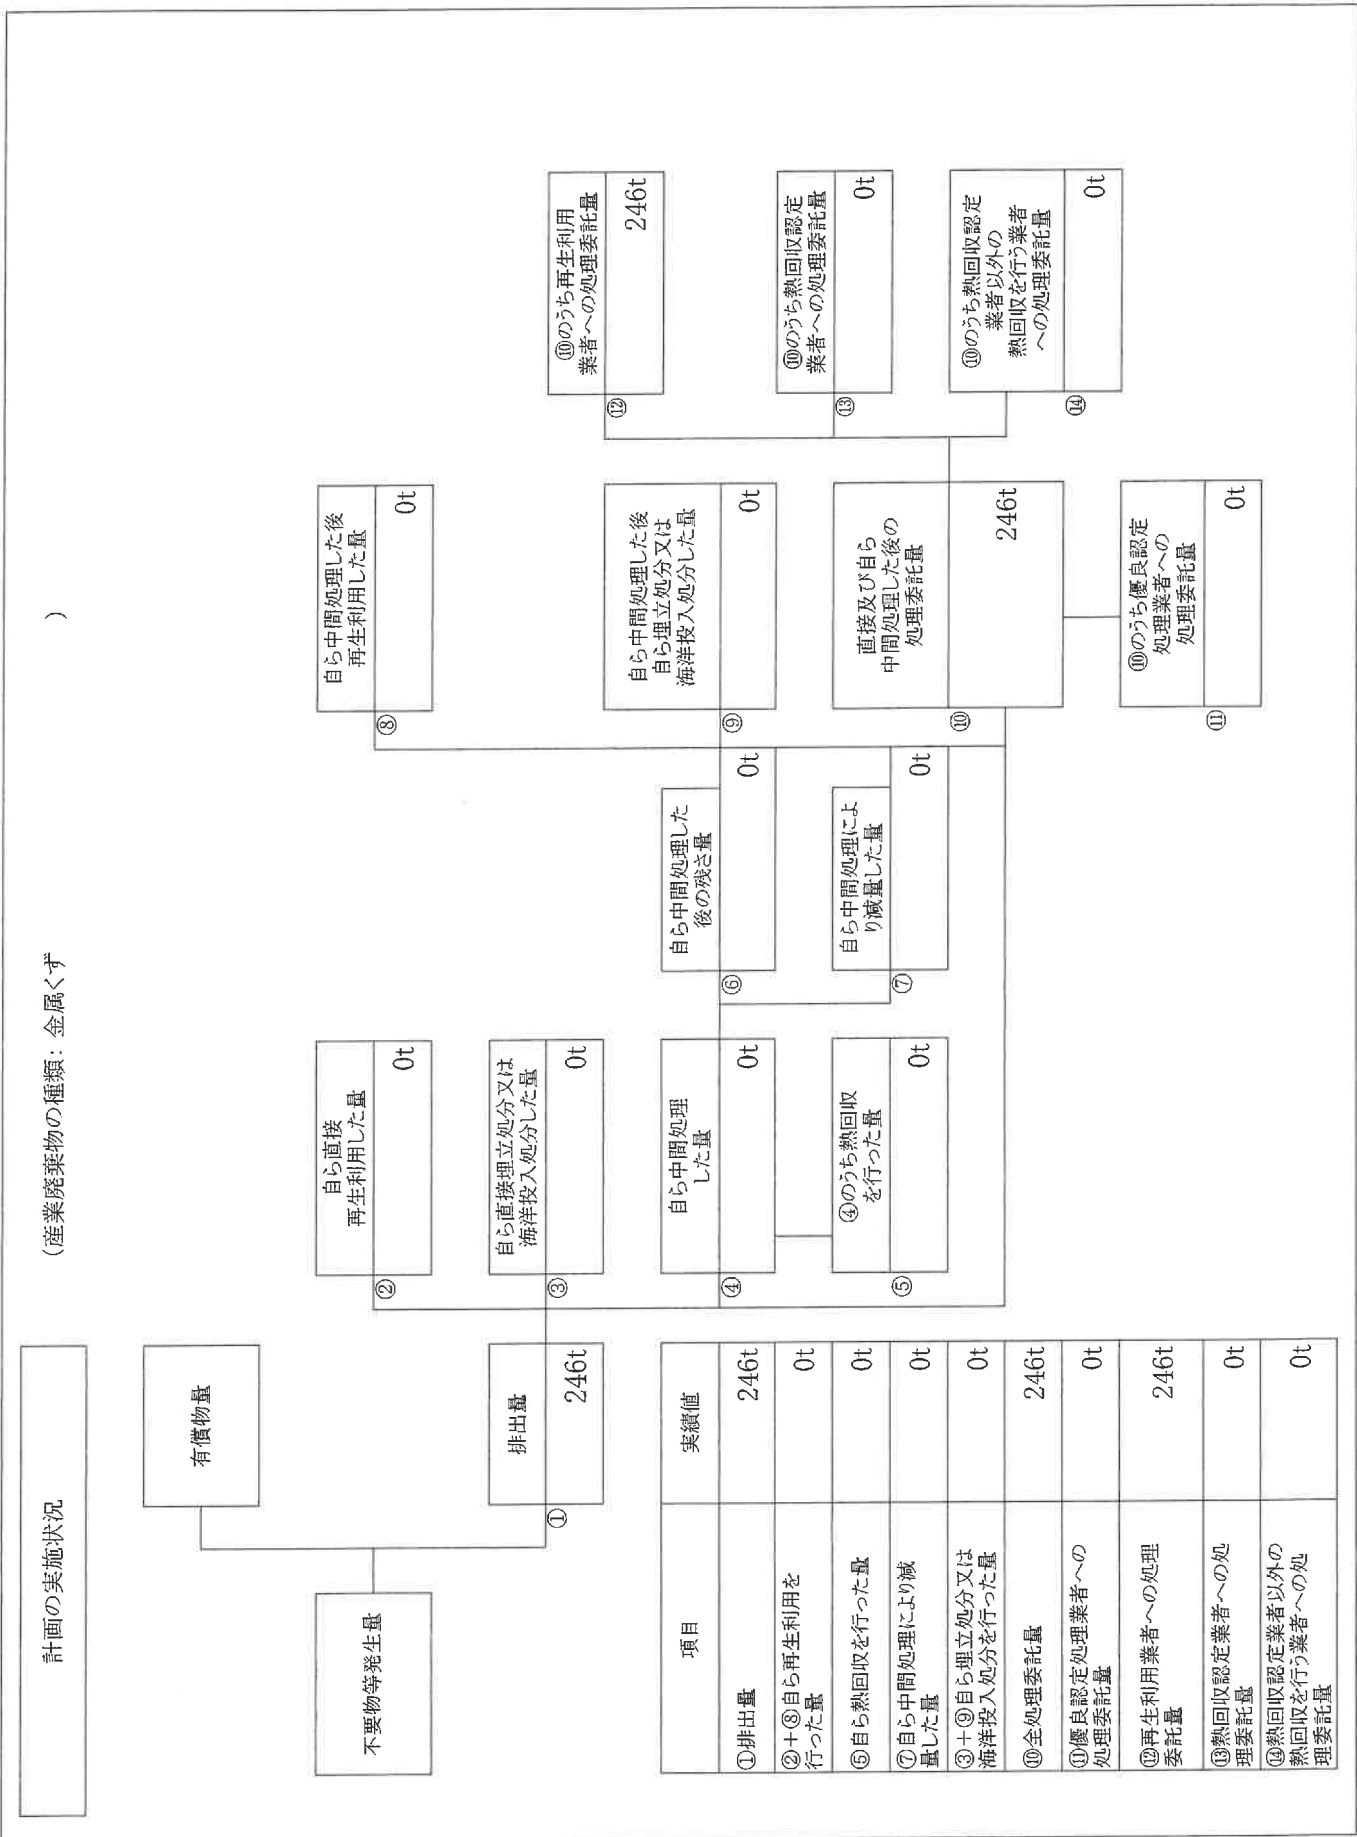 計画の実施状況
(産業廃棄物の種類: 金属くず )
不要物等発生量
有償物量
①
排出量
246t
②
自ら直接
再生利用した量
0t
③
自ら直接埋立処分又は
海洋投入処分した量
0t
④
自ら中間処理
した量
0t
⑤
④のうち熱回収
を行った量
0t
⑥
自ら中間処理した
後の残さ量
0t
⑦
自ら中間処理によ
り減量した量
0t
⑧
自ら中間処理した後
再生利用した量
0t
⑨
自ら中間処理した後
自ら埋立処分又は
海洋投入処分した量
0t
⑩
直接及び自ら
中間処理した後の
処理委託量
246t
⑪
⑩のうち優良認定
処理業者への
処理委託量
0t
⑫
⑩のうち再生利用
業者への処理委託量
246t
⑬
⑩のうち熱回収認定
業者への処理委託量
0t
⑭
⑩のうち熱回収認定
業者以外の
熱回収を行う業者
への処理委託量
0t
項目 実績値
①排出量 246t
②+⑧自ら再生利用を
行った量 0t
⑤自ら熱回収を行った量 0t
⑦自ら中間処理により減
量した量 0t
③+⑨自ら埋立処分又は
海洋投入処分を行った量 0t
⑩全処理委託量 246t
⑪優良認定処理業者への
処理委託量 0t
⑫再生利用業者への処理
委託量 246t
⑬熱回収認定業者への処
理委託量 0t
⑭熱回収認定業者以外の
熱回収を行う業者への処
理委託量 0t